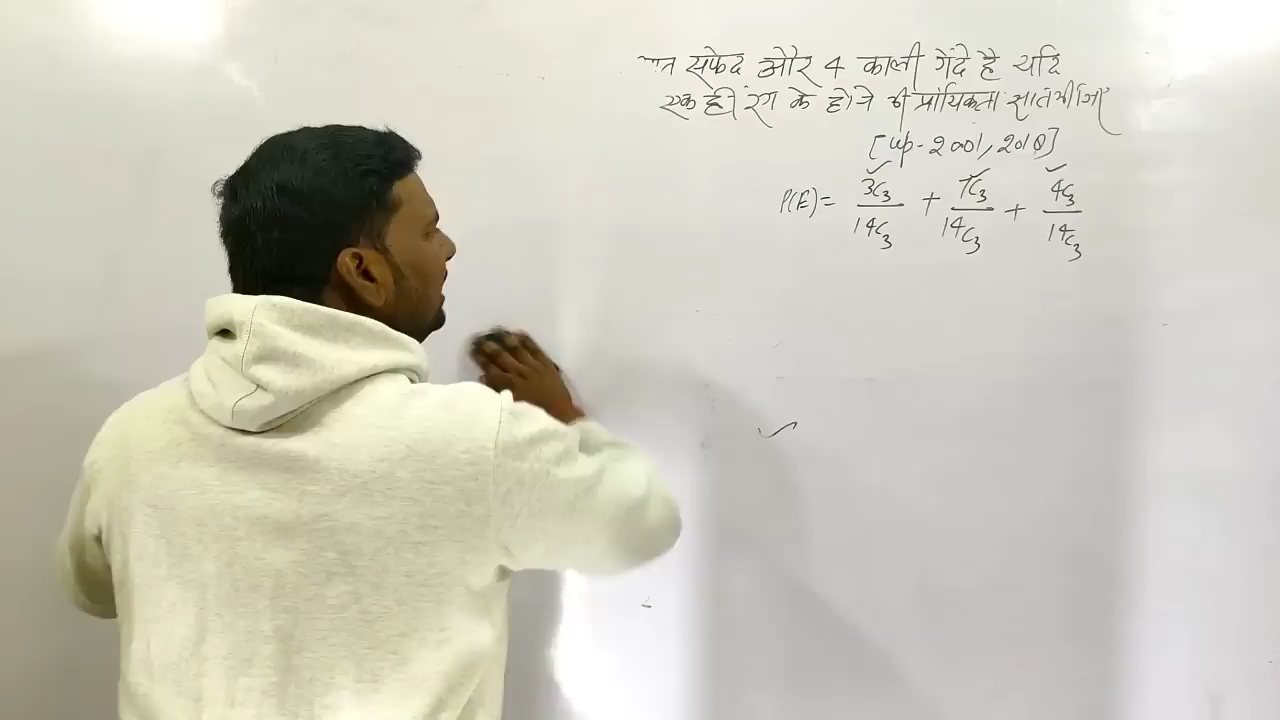 सफेद और 4 काली गेंदे है यदि
एक ही रंग के होने की प्रायिकता ज्ञात कीजिए
[up-2001, 2018]
P(E) = 3C3/14C3 + 7C3/14C3 + 4C3/14C3